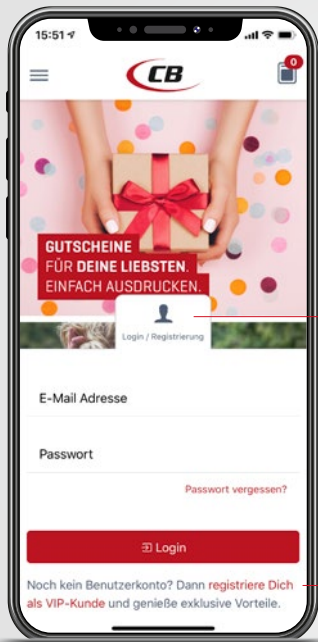 15:51
CB
0
GUTSCHEINE
FÜR DEINE LIEBSTEN.
EINFACH AUSDRUCKEN.
Login / Registrierung
E-Mail Adresse
Passwort
Passwort vergessen?
Login
Noch kein Benutzerkonto? Dann registriere Dich
als VIP-Kunde und genieße exklusive Vorteile.